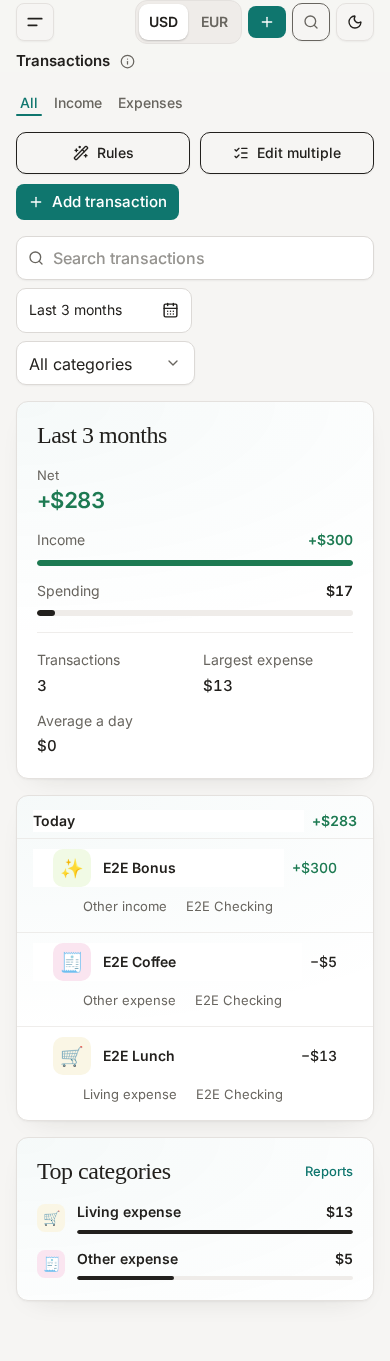 USD EUR
Transactions
All Income Expenses
Rules Edit multiple
Add transaction
Search transactions
Last 3 months
All categories
Last 3 months
Net
+$283
Income +$300
Spending $17
Transactions Largest expense
3 $13
Average a day
$0
Today +$283
E2E Bonus +$300
Other income E2E Checking
E2E Coffee −$5
Other expense E2E Checking
E2E Lunch −$13
Living expense E2E Checking
Top categories Reports
Living expense $13
Other expense $5